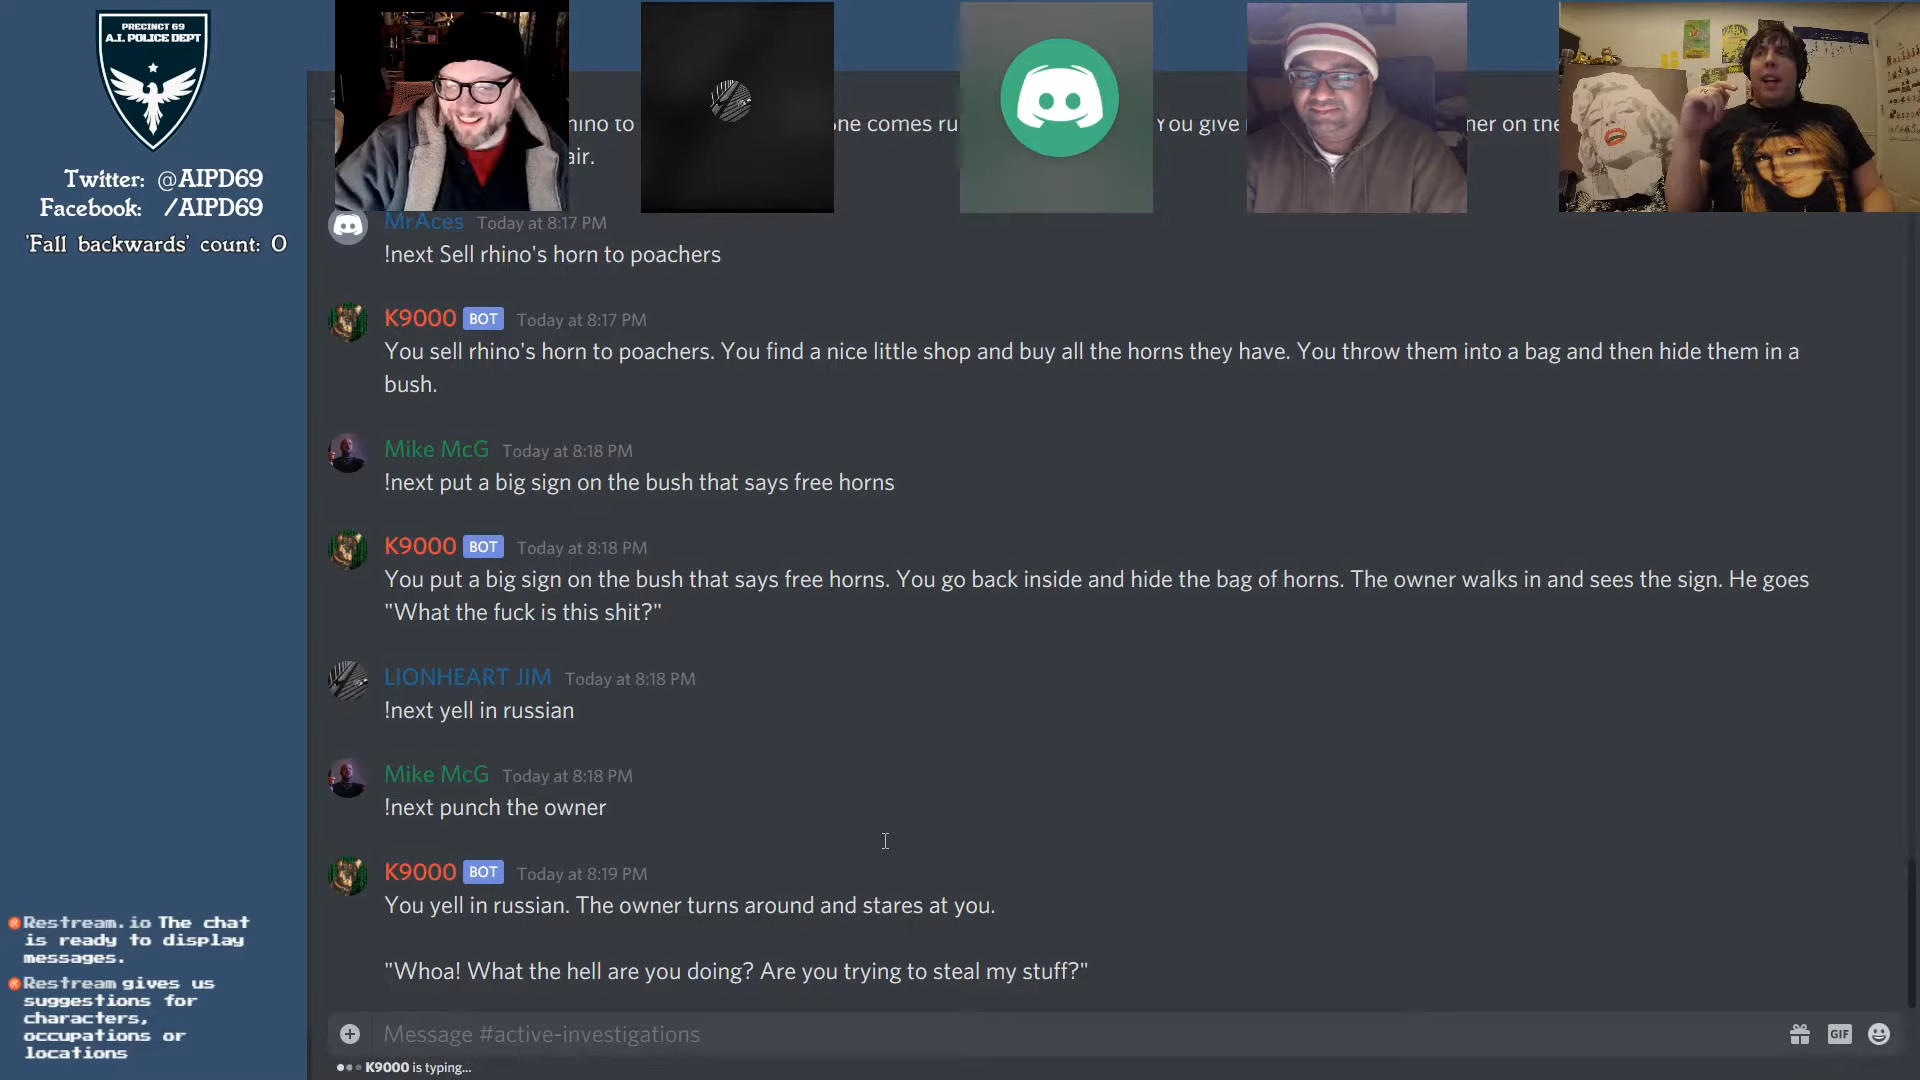 PRECINCT 69
A.I. POLICE DEPT
Twitter: @AIPD69
Facebook: /AIPD69
'Fall backwards' count: 0
to
ne comes
You give
on the
air.
MrAces Today at 8:17 PM
!next Sell rhino's horn to poachers
K9000 BOT Today at 8:17 PM
You sell rhino's horn to poachers. You find a nice little shop and buy all the horns they have. You throw them into a bag and then hide them in a
bush.
Mike McG Today at 8:18 PM
!next put a big sign on the bush that says free horns
K9000 BOT Today at 8:18 PM
You put a big sign on the bush that says free horns. You go back inside and hide the bag of horns. The owner walks in and sees the sign. He goes
"What the fuck is this shit?"
LIONHEART JIM Today at 8:18 PM
!next yell in russian
Mike McG Today at 8:18 PM
!next punch the owner
K9000 BOT Today at 8:19 PM
You yell in russian. The owner turns around and stares at you.
"Whoa! What the hell are you doing? Are you trying to steal my stuff?"
Message #active-investigations
GIF
K9000 is typing...
Restream.io The chat
is ready to display
messages.
Restream gives us
suggestions for
characters,
occupations or
locations